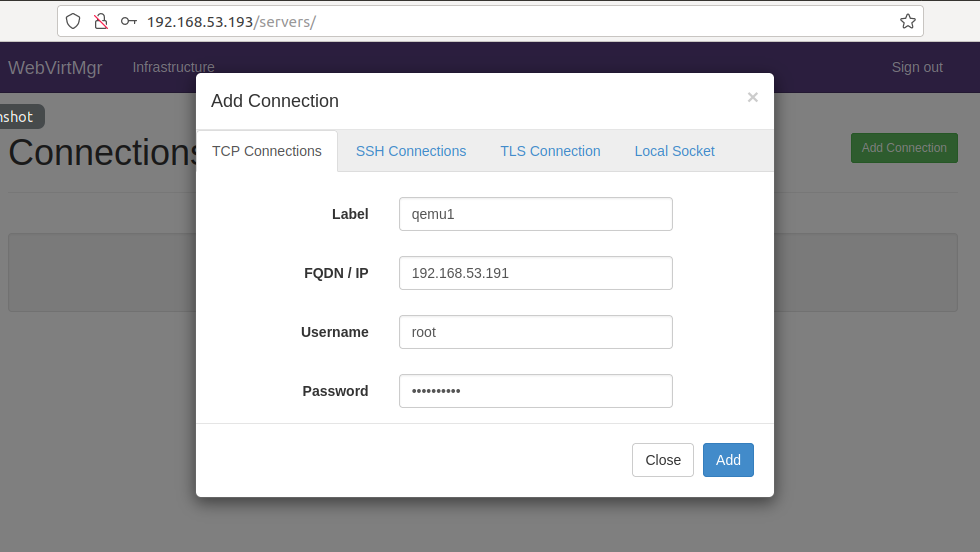 192.168.53.193/servers/
WebVirtMgr Infrastructure Sign out
nshot
Add Connection ×
Connections
Add Connection
TCP Connections SSH Connections TLS Connection Local Socket
Label qemu1
FQDN / IP 192.168.53.191
Username root
Password ••••••••••
Close Add